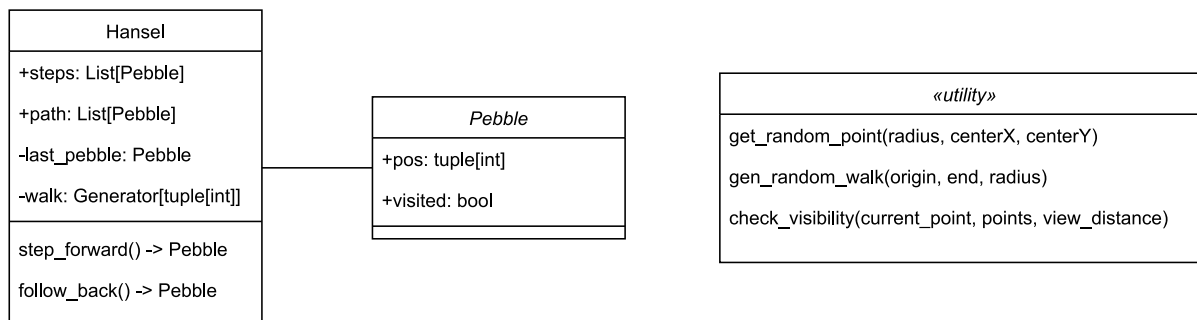 Hansel
+steps: List[Pebble]
+path: List[Pebble]
-last_pebble: Pebble
-walk: Generator[tuple[int]]
step_forward() -> Pebble
follow_back() -> Pebble
Pebble
+pos: tuple[int]
+visited: bool
«utility»
get_random_point(radius, centerX, centerY)
gen_random_walk(origin, end, radius)
check_visibility(current_point, points, view_distance)